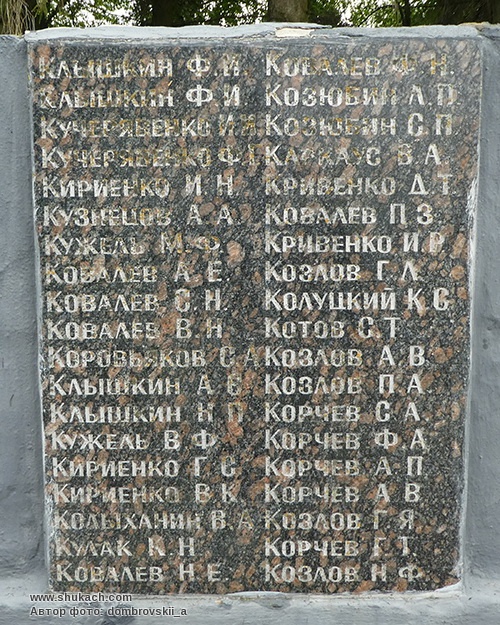 Клышкин Ф.И.
Клышкин Ф.И
Кучерявенко И.Я
Кучерявенко Ф.І
Кириенко И.Н.
Кузнецов А.А
Кужель М.Ф.
Ковалев А.Е
Ковалев С.Н.
Ковалев В.Н
Коровьяков С.А
Клышкин А.Е
Клышкин Н.П
Кужель В.Ф.
Кириенко Г.С.
Кириенко В.К.
Колыханин В.А
Кулак К.Н
Ковалев Н.Е.
Ковалев Ф.Н.
Козюбин А.П
Козюбин С.П.
Каркаус В.А.
Кривенко Д.Т.
Ковалев П.З.
Кривенко И.Р
Козлов Г.Л.
Колуцкий К.С
Котов С.Т
Козлов А.В.
Козлов П.А
Корчев С.А
Корчев Ф.А
Корчев А.П
Корчев А.В
Козлов Г.Я
Корчев Г.Т.
Козлов Н.Ф.
www.shukach.com
Автор фото: dombrovskii_a